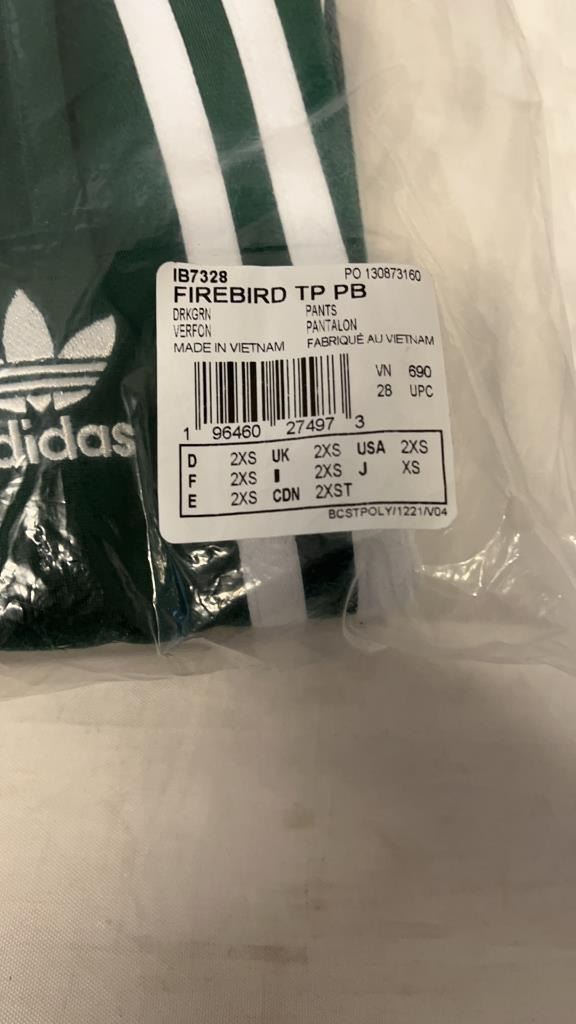 IB7328 PO 130873160
FIREBIRD TP PB
DRKGRN PANTS
VERFON PANTALON
MADE IN VIETNAM FABRIQUÉ AU VIETNAM
VN 690
28 UPC
1 96460 27497 3
D 2XS UK 2XS USA 2XS
F 2XS I 2XS J XS
E 2XS CDN 2XST
BCSTPOLY/1221/V04
adidas